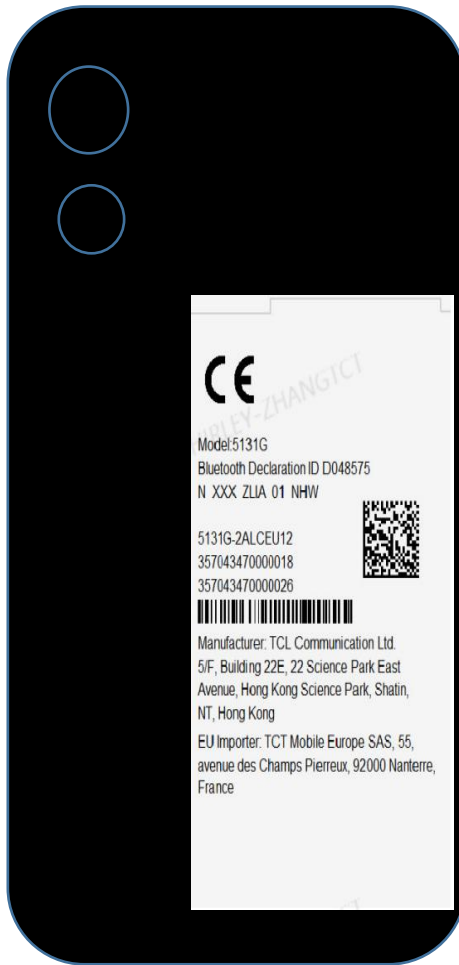 CE
Model:5131G
Bluetooth Declaration ID D048575
N XXX ZLIA 01 NHW
5131G-2ALCEU12
357043470000018
357043470000026
Manufacturer: TCL Communication Ltd.
5/F, Building 22E, 22 Science Park East
Avenue, Hong Kong Science Park, Shatin,
NT, Hong Kong
EU Importer: TCT Mobile Europe SAS, 55,
avenue des Champs Pierreux, 92000 Nanterre,
France